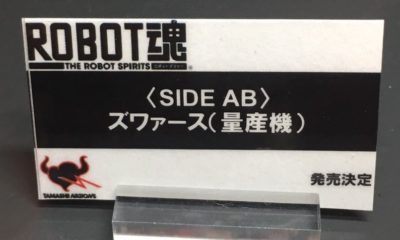 ROBOT魂
THE ROBOT SPIRITS
〈SIDE AB〉
ズワァース(量産機)
発売決定
TAMASHII NATIONS